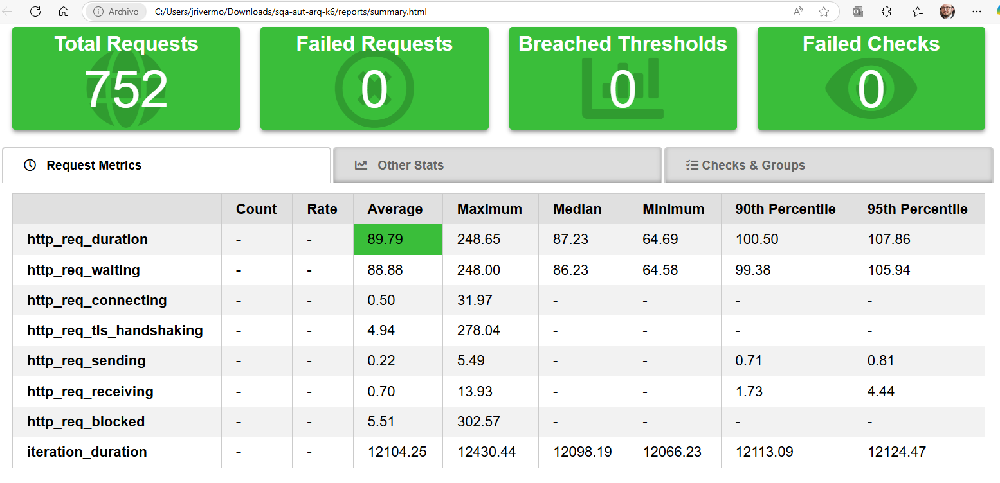 Archivo C:/Users/jrivermo/Downloads/sqa-aut-arq-k6/reports/summary.html
Total Requests Failed Requests Breached Thresholds Failed Checks
752 0 0 0
Request Metrics Other Stats Checks & Groups
Count Rate Average Maximum Median Minimum 90th Percentile 95th Percentile
http_req_duration - - 89.79 248.65 87.23 64.69 100.50 107.86
http_req_waiting - - 88.88 248.00 86.23 64.58 99.38 105.94
http_req_connecting - - 0.50 31.97 - - - -
http_req_tls_handshaking - - 4.94 278.04 - - - -
http_req_sending - - 0.22 5.49 - - 0.71 0.81
http_req_receiving - - 0.70 13.93 - - 1.73 4.44
http_req_blocked - - 5.51 302.57 - - - -
iteration_duration - - 12104.25 12430.44 12098.19 12066.23 12113.09 12124.47